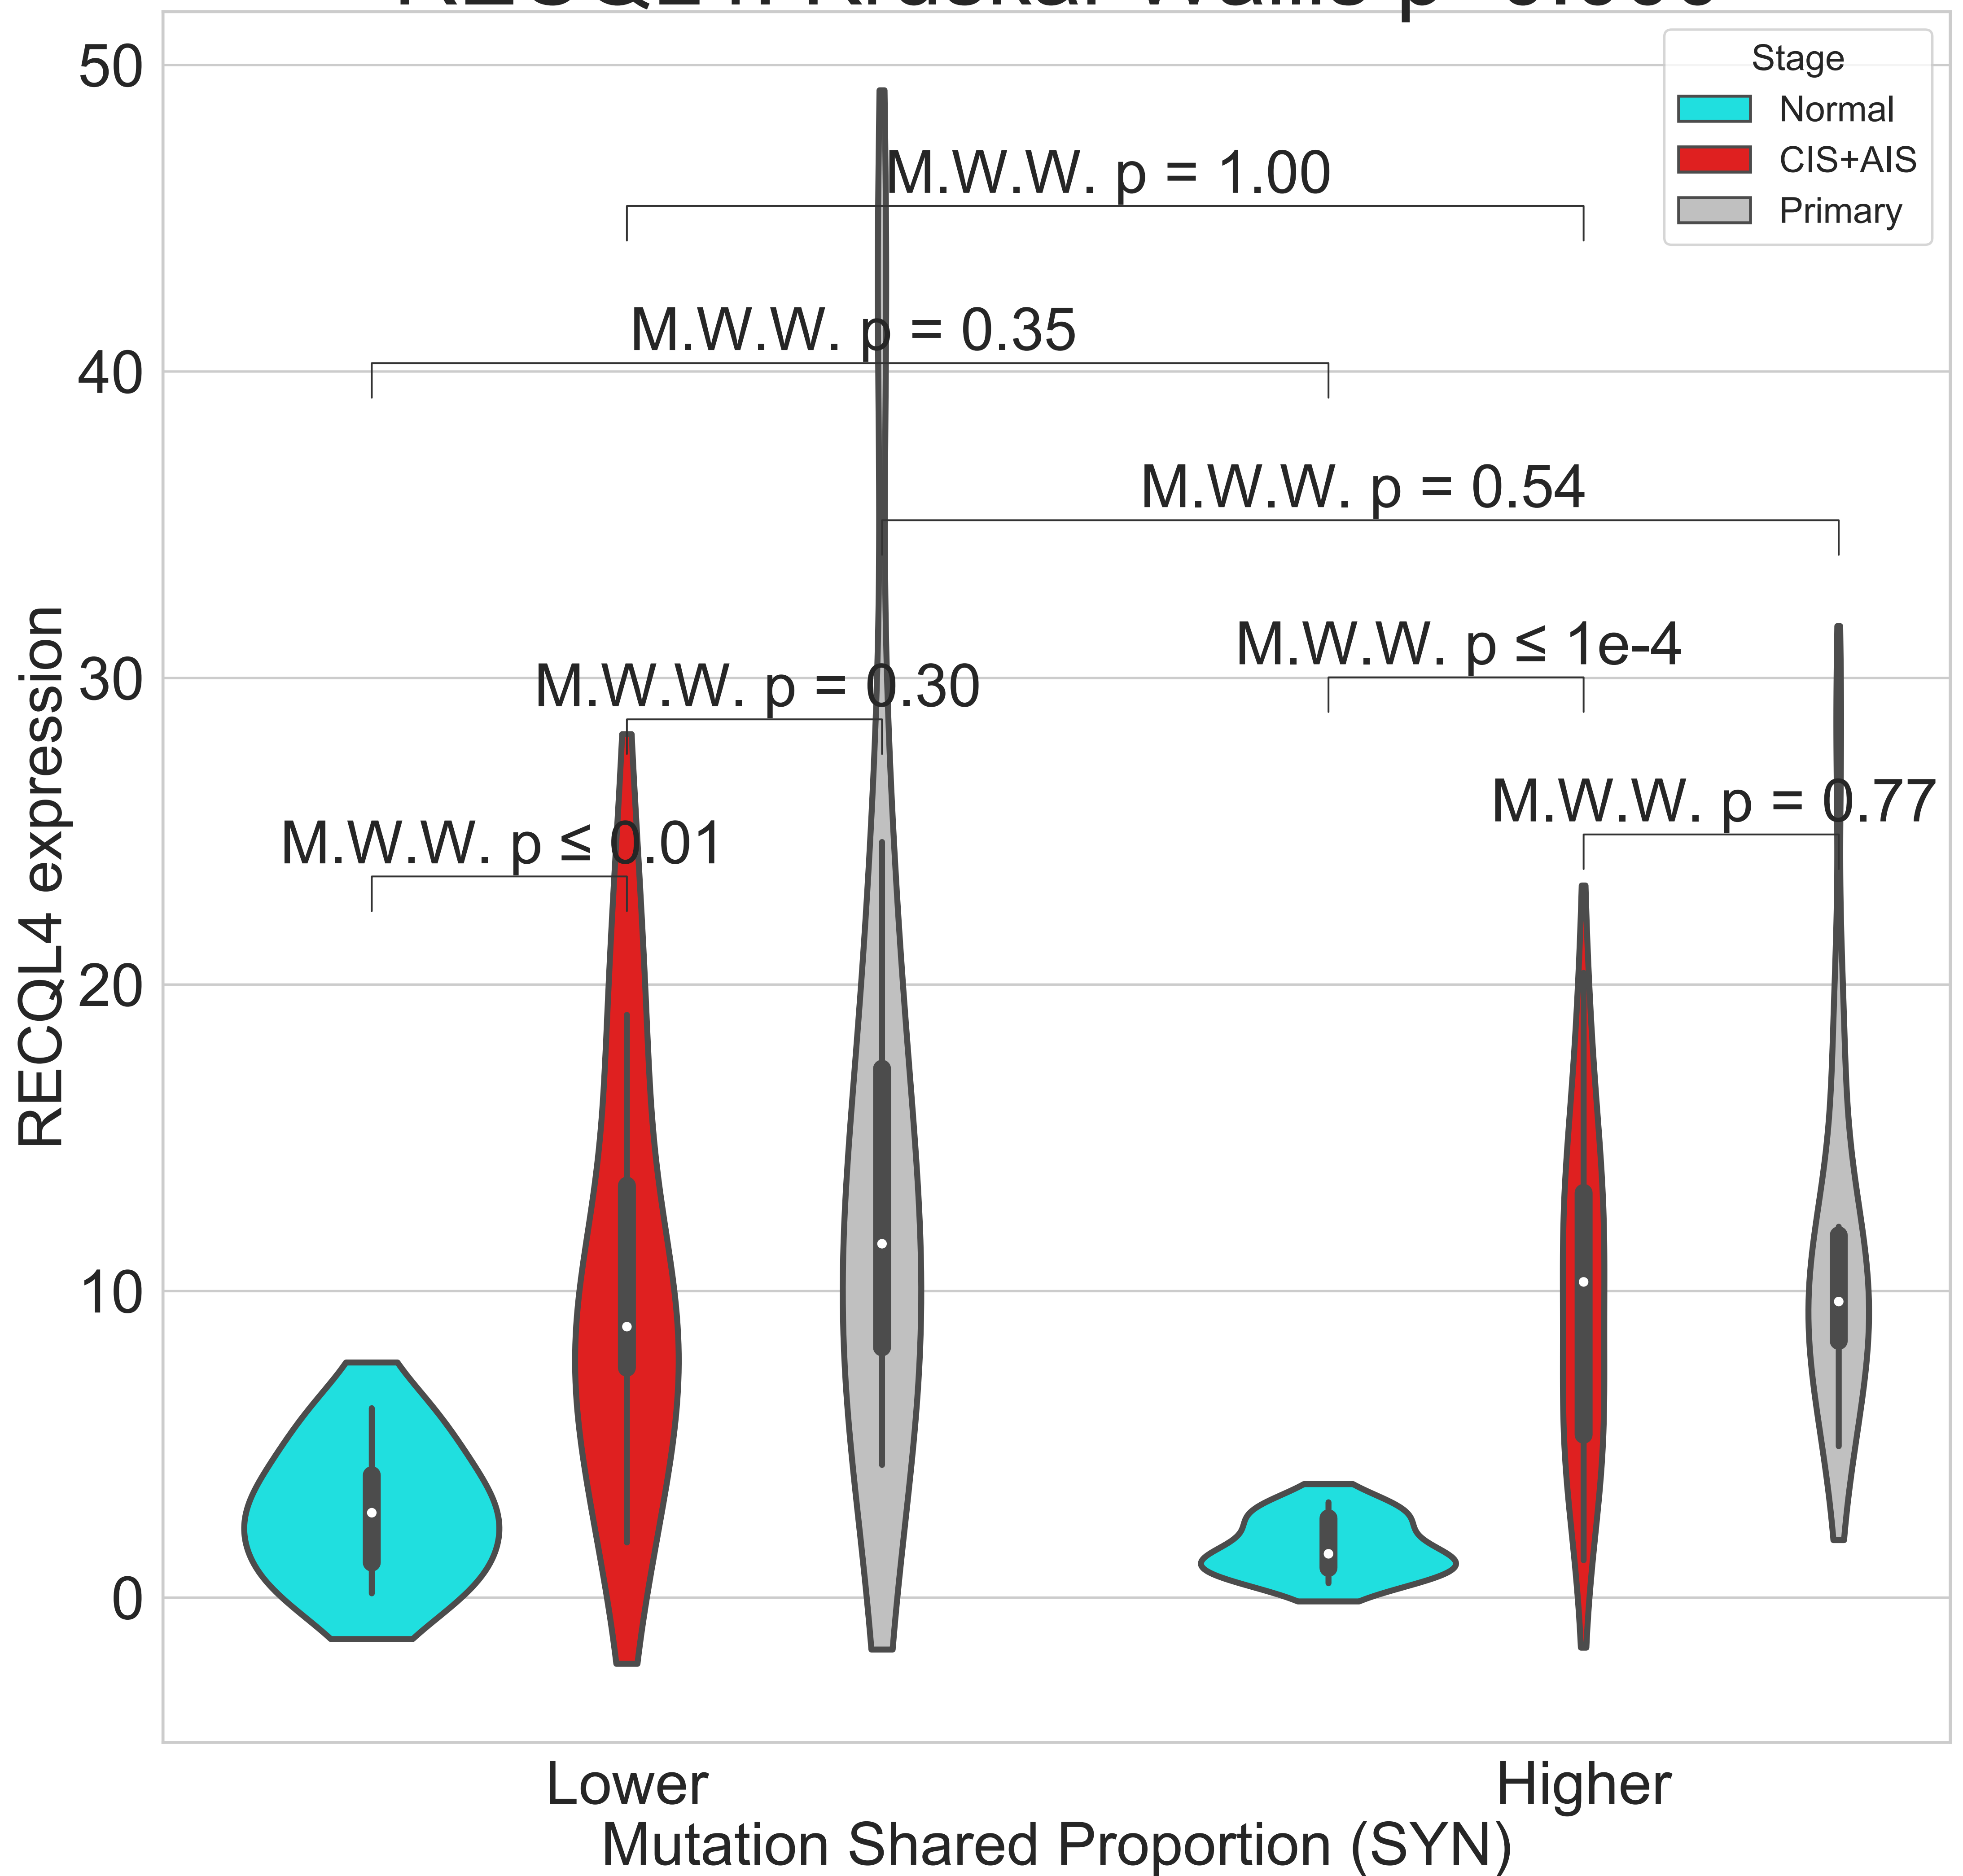 50
40
30
20
10
0
RECQL4 expression
Stage
Normal
CIS+AIS
Primary
M.W.W. p = 1.00
M.W.W. p = 0.35
M.W.W. p = 0.54
M.W.W. p ≤ 1e-4
M.W.W. p = 0.30
M.W.W. p = 0.77
M.W.W. p ≤ 0.01
Lower
Higher
Mutation Shared Proportion (SYN)